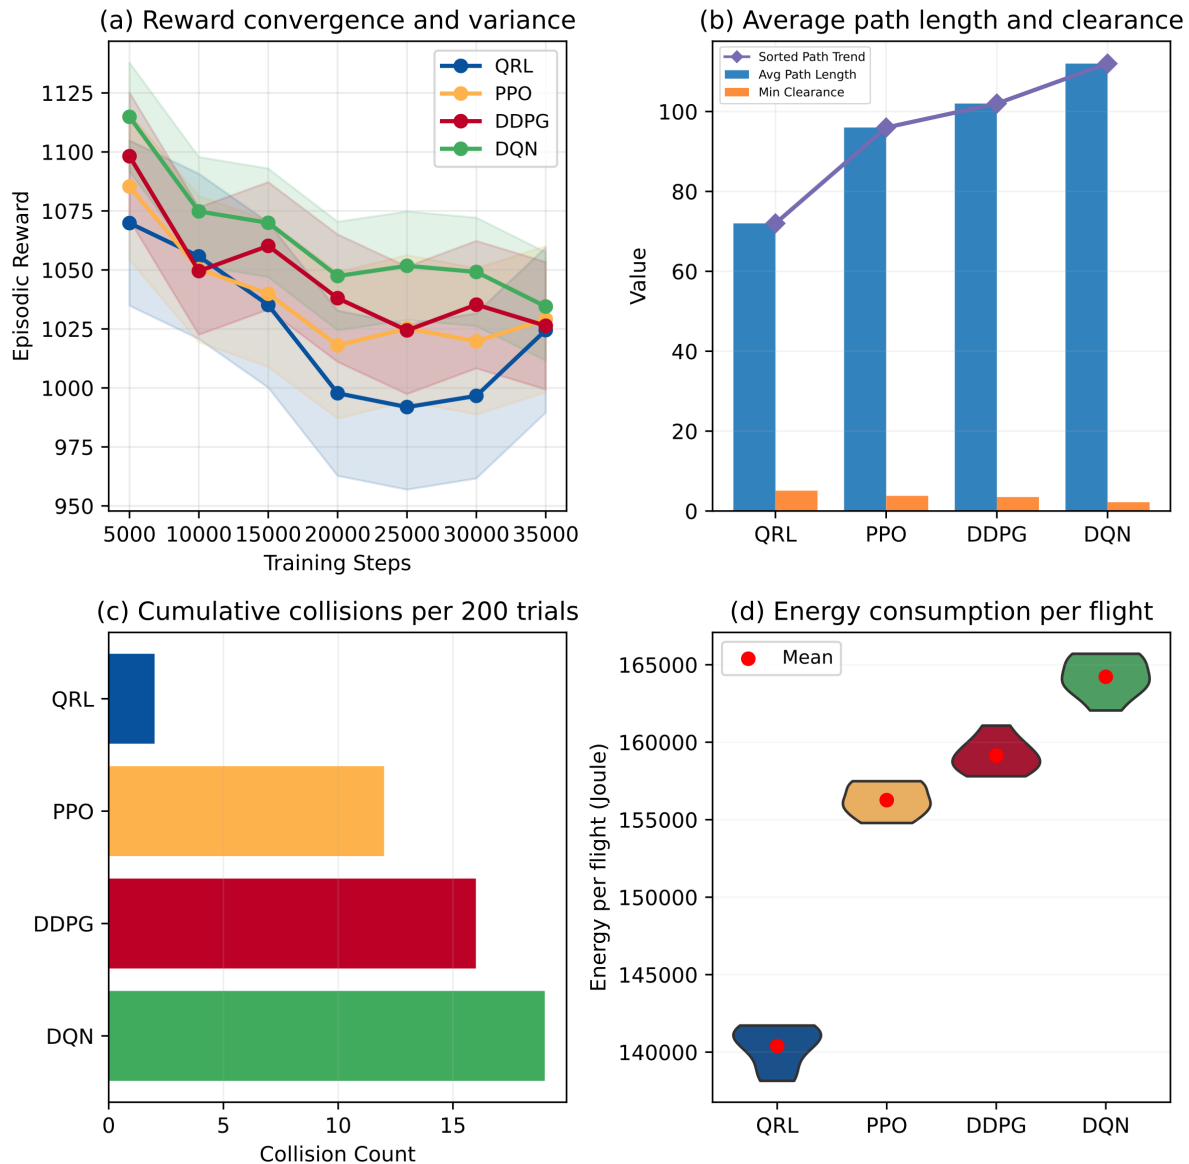 (a) Reward convergence and variance
QRL
PPO
DDPG
DQN
1125
1100
1075
1050
1025
1000
975
950
Episodic Reward
5000 10000 15000 20000 25000 30000 35000
Training Steps
(b) Average path length and clearance
Sorted Path Trend
Avg Path Length
Min Clearance
100
80
60
40
20
0
Value
QRL PPO DDPG DQN
(c) Cumulative collisions per 200 trials
QRL
PPO
DDPG
DQN
0 5 10 15
Collision Count
(d) Energy consumption per flight
Mean
165000
160000
155000
150000
145000
140000
Energy per flight (Joule)
QRL PPO DDPG DQN